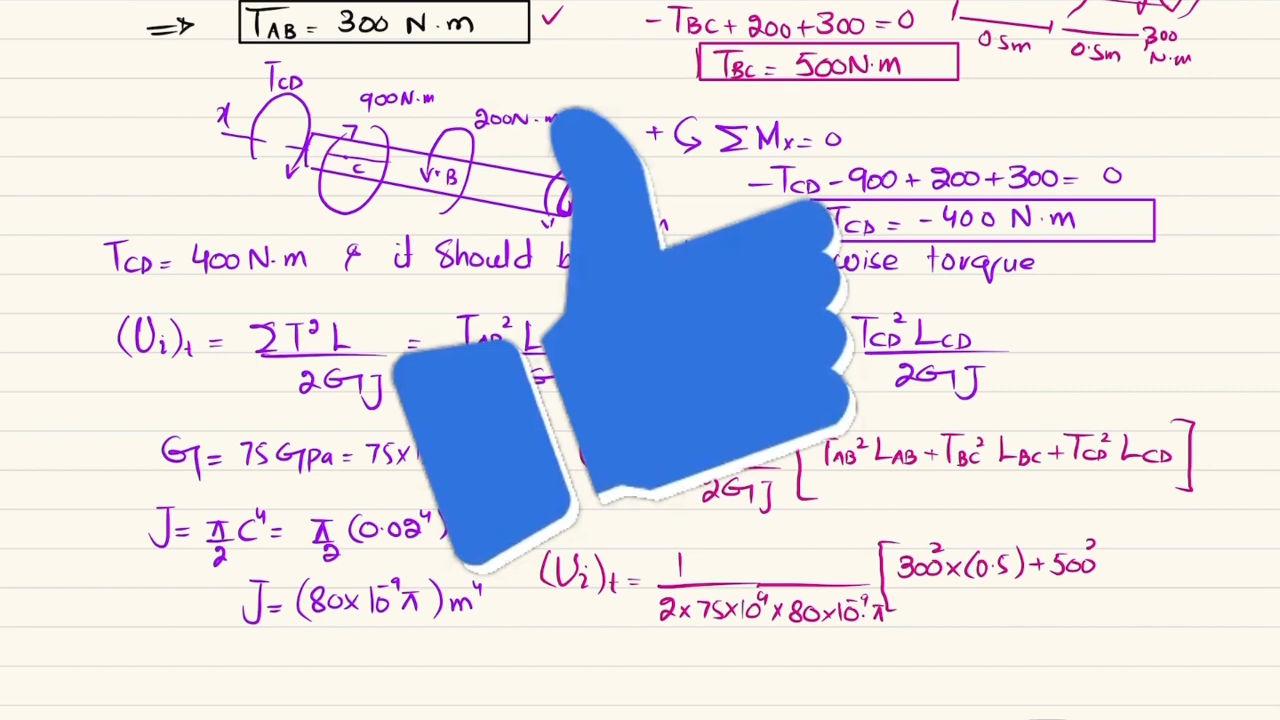 ⇒ T_AB = 300 N·m ✓
-T_BC + 200 + 300 = 0
T_BC = 500 N·m
0.5m 0.5m 300 N·m
T_CD
x
900 N·m
200 N·
C B
+ ↺ ΣM_x = 0
-T_CD - 900 + 200 + 300 = 0
T_CD = -400 N·m
T_CD = 400 N·m & it should wise torque
(U_i)_t = ΣT²L / 2GJ = T_AB² L T_CD² L_CD / 2GJ
G = 75 GPa = 75×
2GJ [T_AB² L_AB + T_BC² L_BC + T_CD² L_CD]
J = π/2 C⁴ = π/2 (0.02⁴)
J = (80×10⁻⁹π) m⁴
(U_i)_t = 1 / 2×75×10⁹×80×10⁻⁹π [300²×(0.5) + 500²